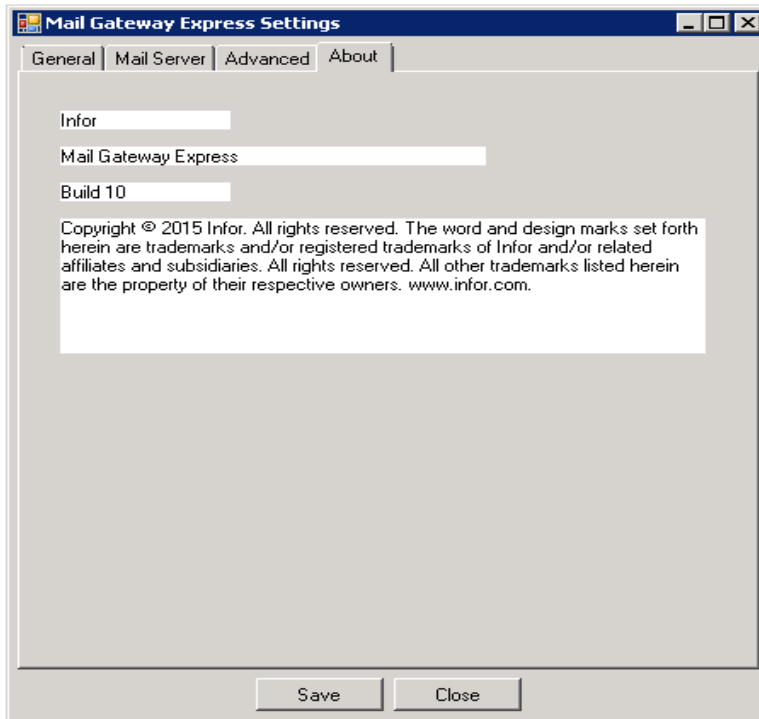 Mail Gateway Express Settings
General
Mail Server
Advanced
About
Infor
Mail Gateway Express
Build 10
Copyright © 2015 Infor. All rights reserved. The word and design marks set forth
herein are trademarks and/or registered trademarks of Infor and/or related
affiliates and subsidiaries. All rights reserved. All other trademarks listed herein
are the property of their respective owners. www.infor.com.
Save
Close